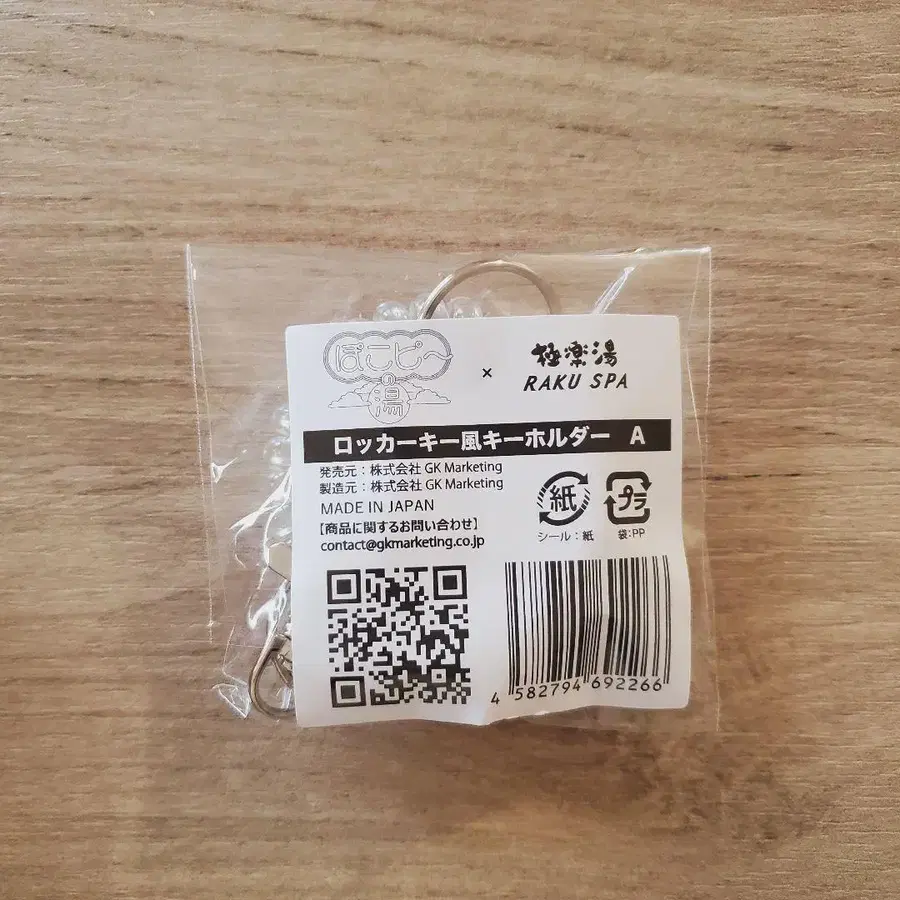 ぽこピ〜の湯
×
極楽湯
RAKU SPA
ロッカーキー風キーホルダー A
発売元：株式会社 GK Marketing
製造元：株式会社 GK Marketing
MADE IN JAPAN
【商品に関するお問い合わせ】
contact@gkmarketing.co.jp
紙
シール：紙
プラ
袋:PP
4 582794 692266